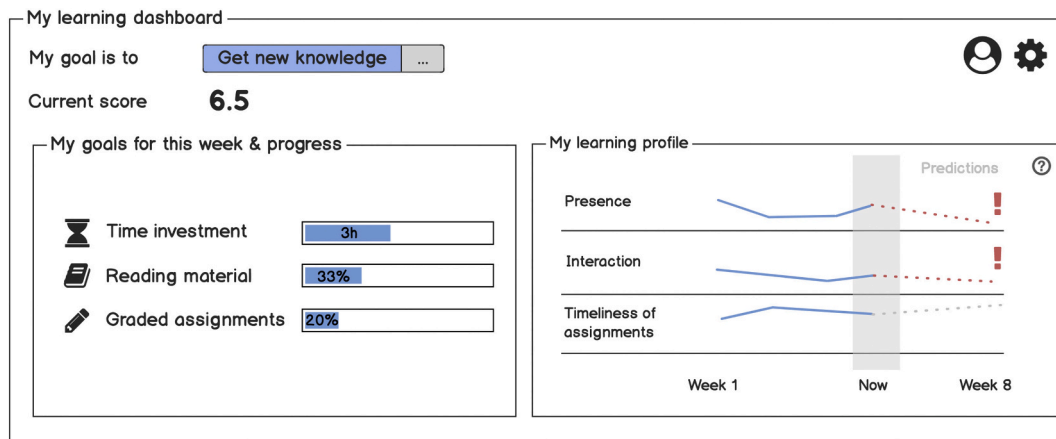 My learning dashboard
My goal is to
Get new knowledge
...
Current score
6.5
My goals for this week & progress
Time investment
3h
Reading material
33%
Graded assignments
20%
My learning profile
Predictions
?
Presence
!
Interaction
!
Timeliness of
assignments
Week 1
Now
Week 8